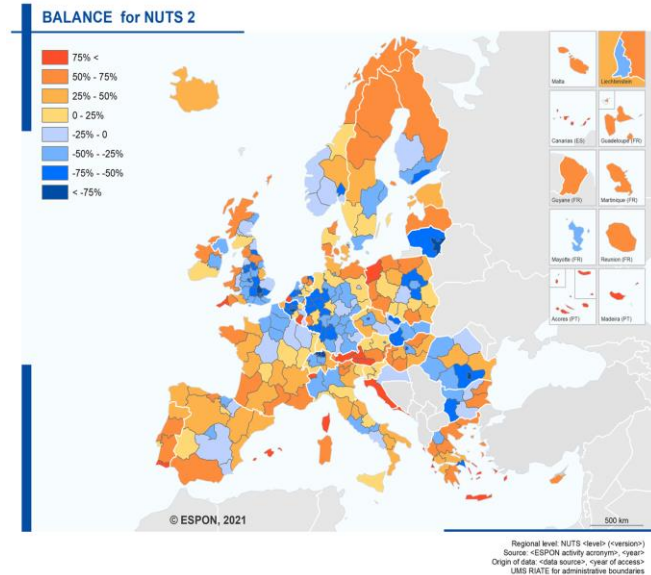 BALANCE for NUTS 2
75% <
50% - 75%
25% - 50%
0 - 25%
-25% - 0
-50% - -25%
-75% - -50%
< -75%
Malta
Liechtenstein
Canarias (ES)
Guadeloupe (FR)
Guyane (FR)
Martinique (FR)
Mayotte (FR)
Reunion (FR)
Acores (PT)
Madeira (PT)
© ESPON, 2021
500 km
Regional level: NUTS <level> (<version>)
Source: <ESPON activity acronym>, <year>
Origin of data: <data source>, <year of access>
UMS RIATE for administrative boundaries